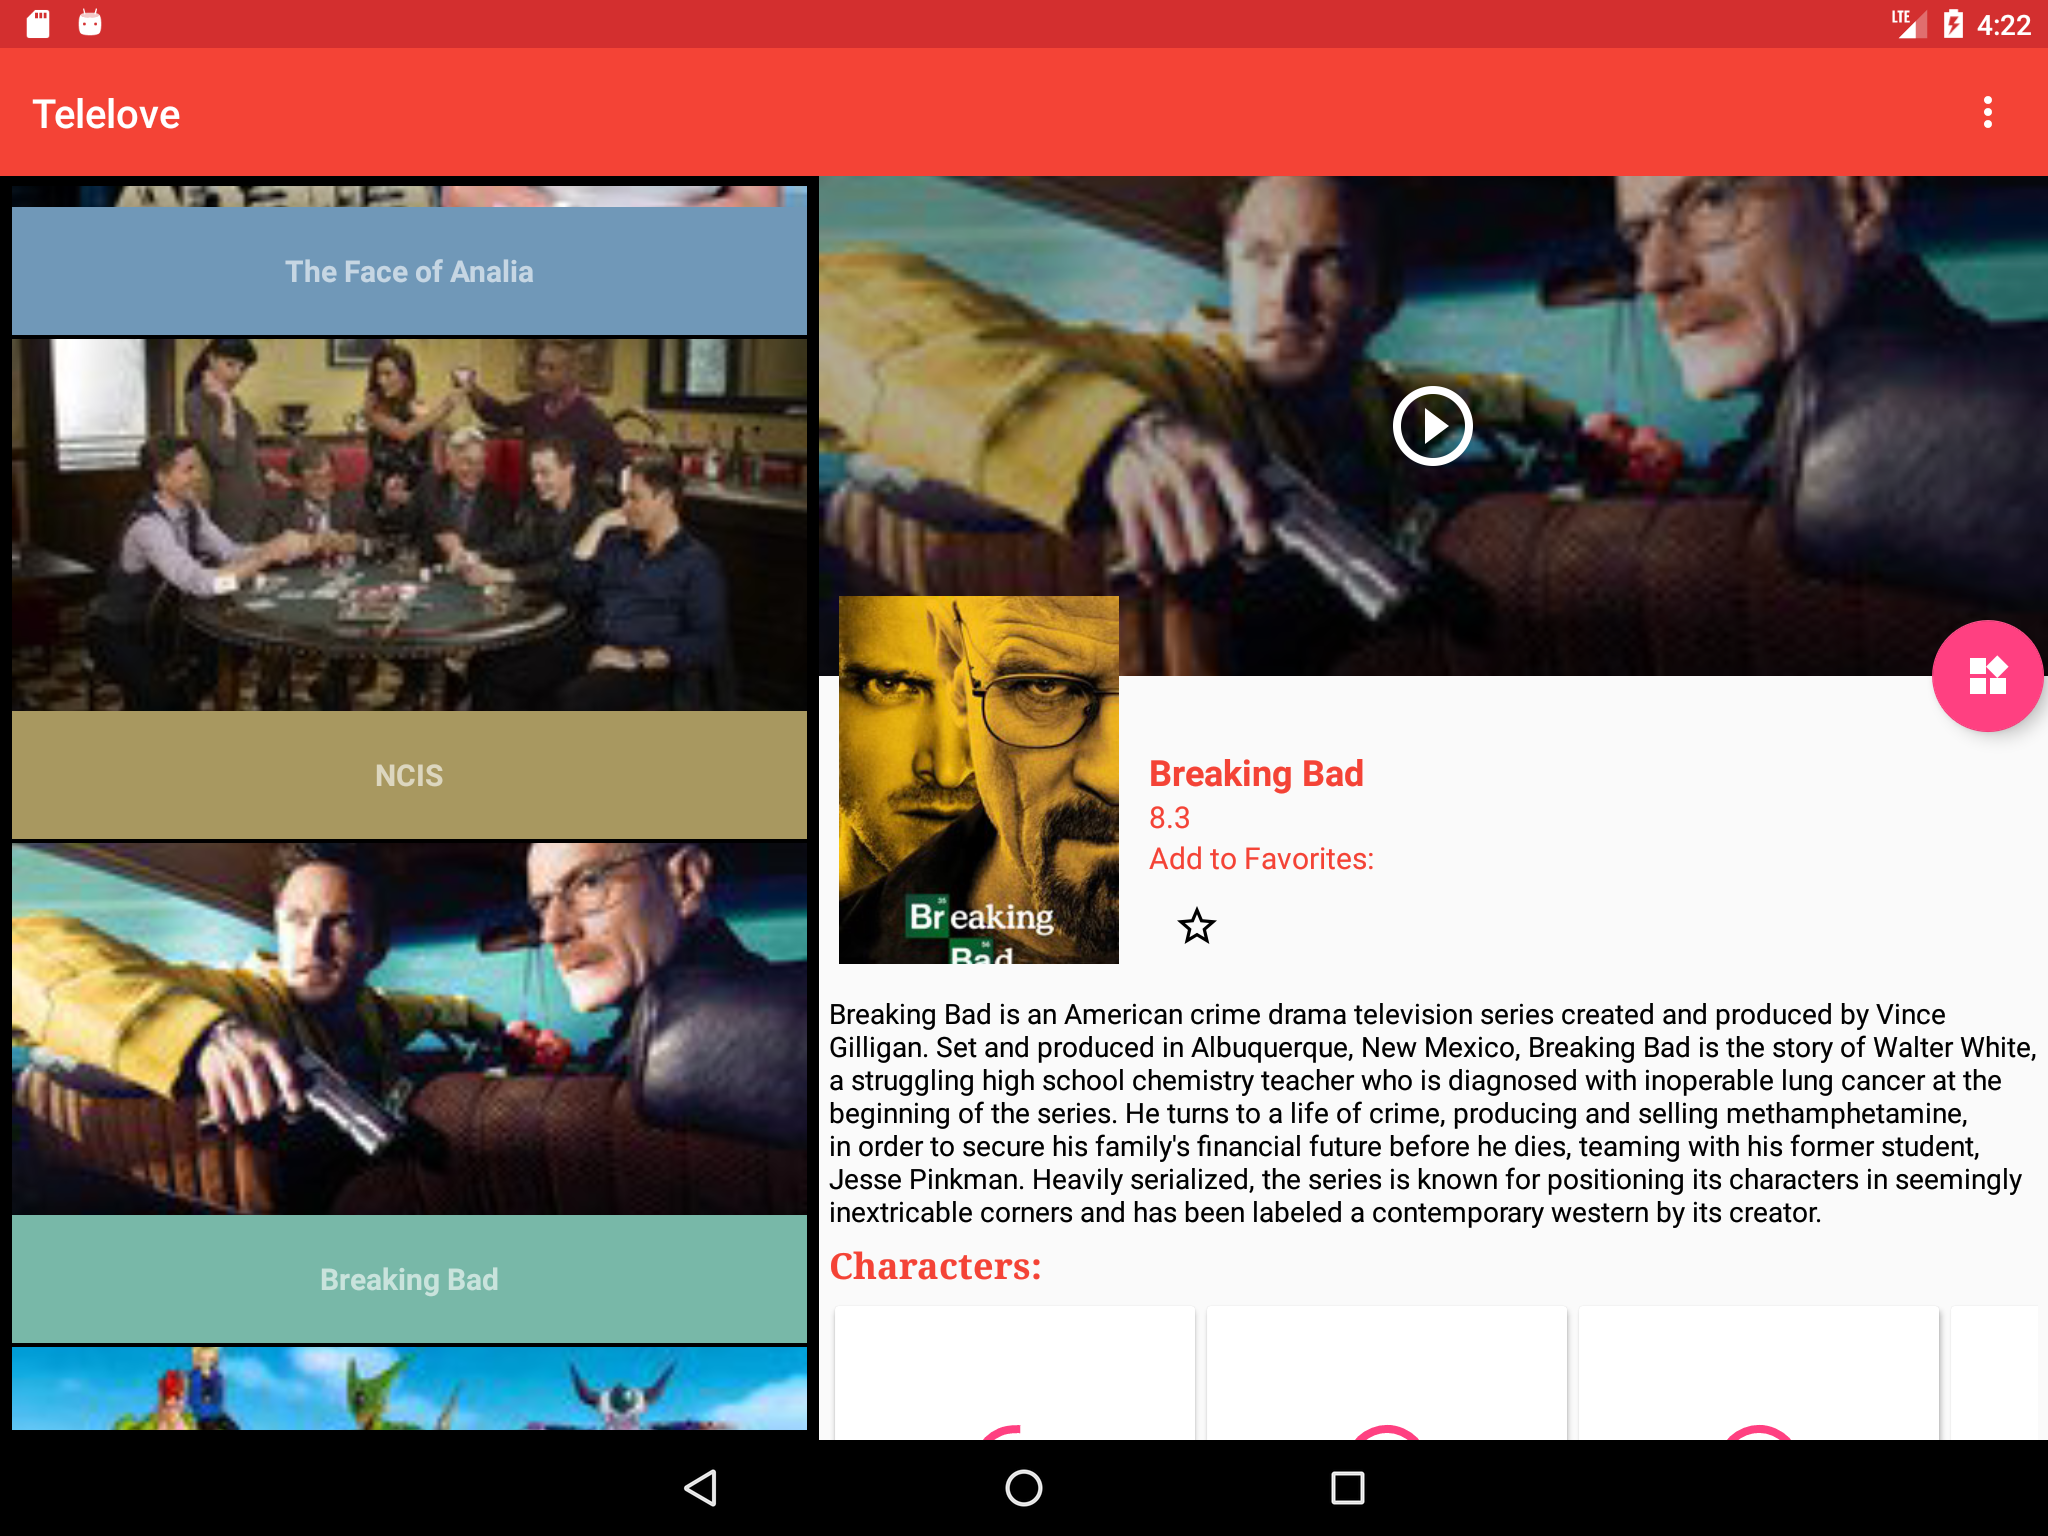 LTE 4:22
Telelove
The Face of Analia
NCIS
Breaking Bad
Breaking Bad
8.3
Add to Favorites:
35
Breaking
56
Bad
Breaking Bad is an American crime drama television series created and produced by Vince
Gilligan. Set and produced in Albuquerque, New Mexico, Breaking Bad is the story of Walter White,
a struggling high school chemistry teacher who is diagnosed with inoperable lung cancer at the
beginning of the series. He turns to a life of crime, producing and selling methamphetamine,
in order to secure his family's financial future before he dies, teaming with his former student,
Jesse Pinkman. Heavily serialized, the series is known for positioning its characters in seemingly
inextricable corners and has been labeled a contemporary western by its creator.
Characters: